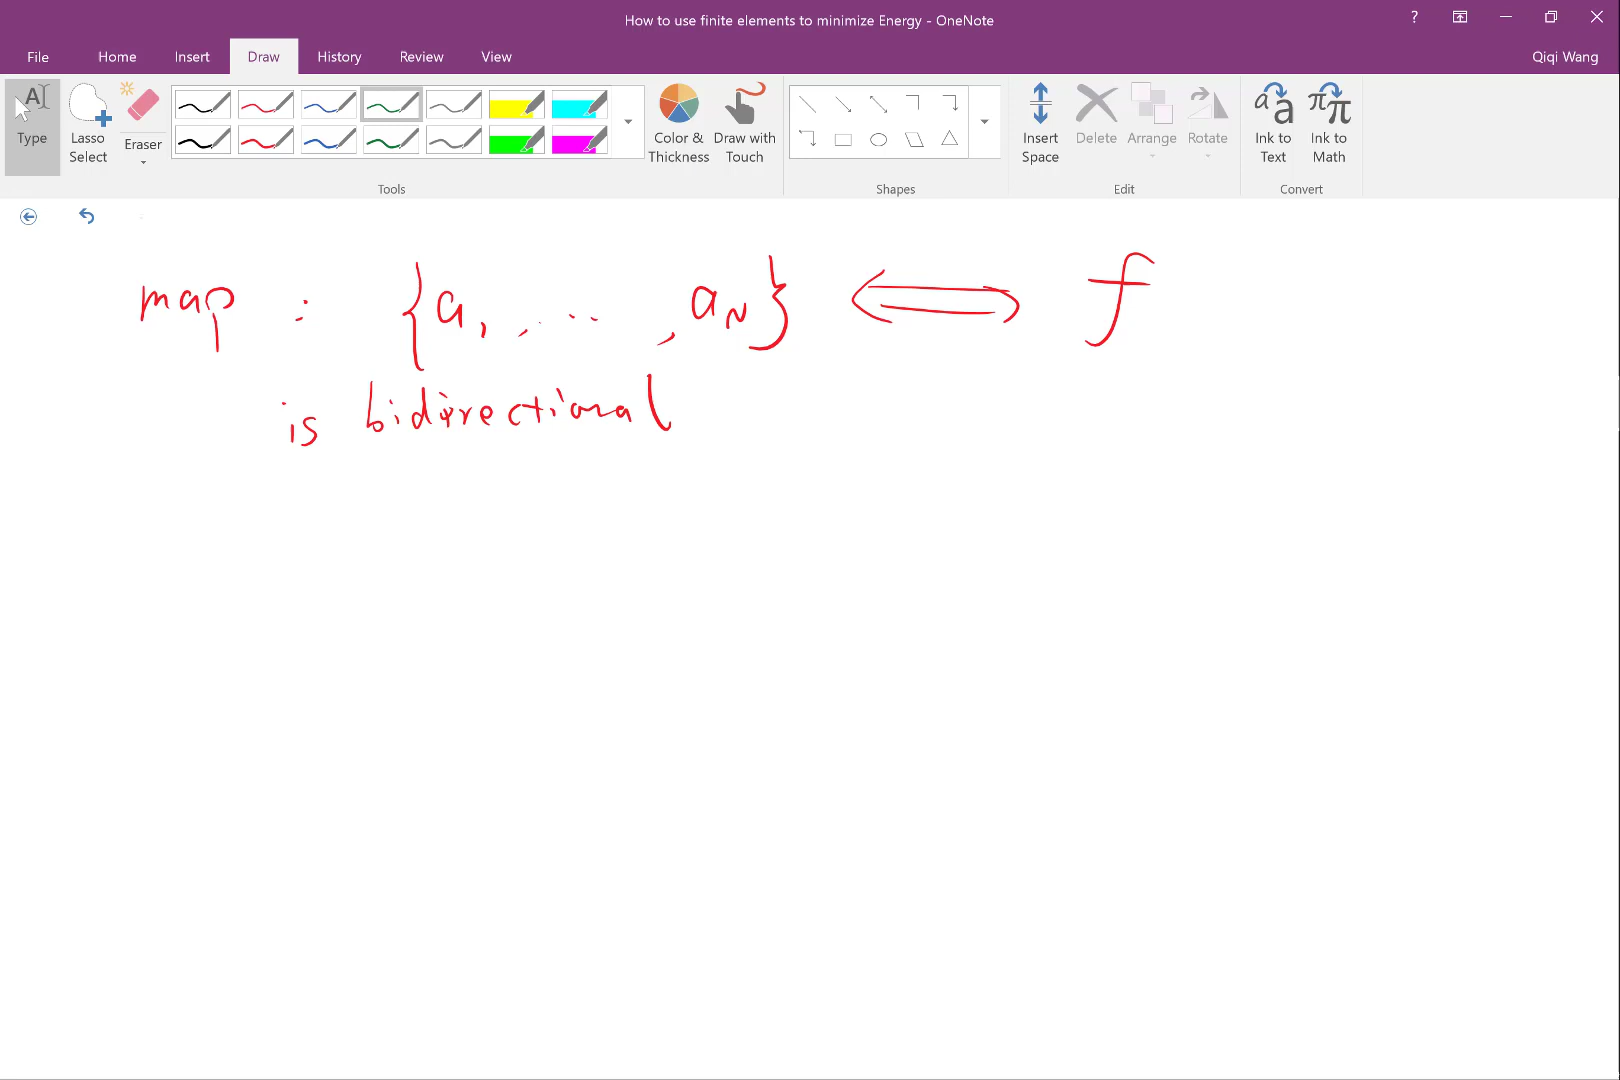 How to use finite elements to minimize Energy - OneNote
?
File Home Insert Draw History Review View Qiqi Wang
Type
Lasso Select
Eraser
Color & Thickness
Draw with Touch
Insert Space
Delete
Arrange
Rotate
Ink to Text
Ink to Math
Tools Shapes Edit Convert
map : {a, ... , a_N} ⟺ f
is bidirectional